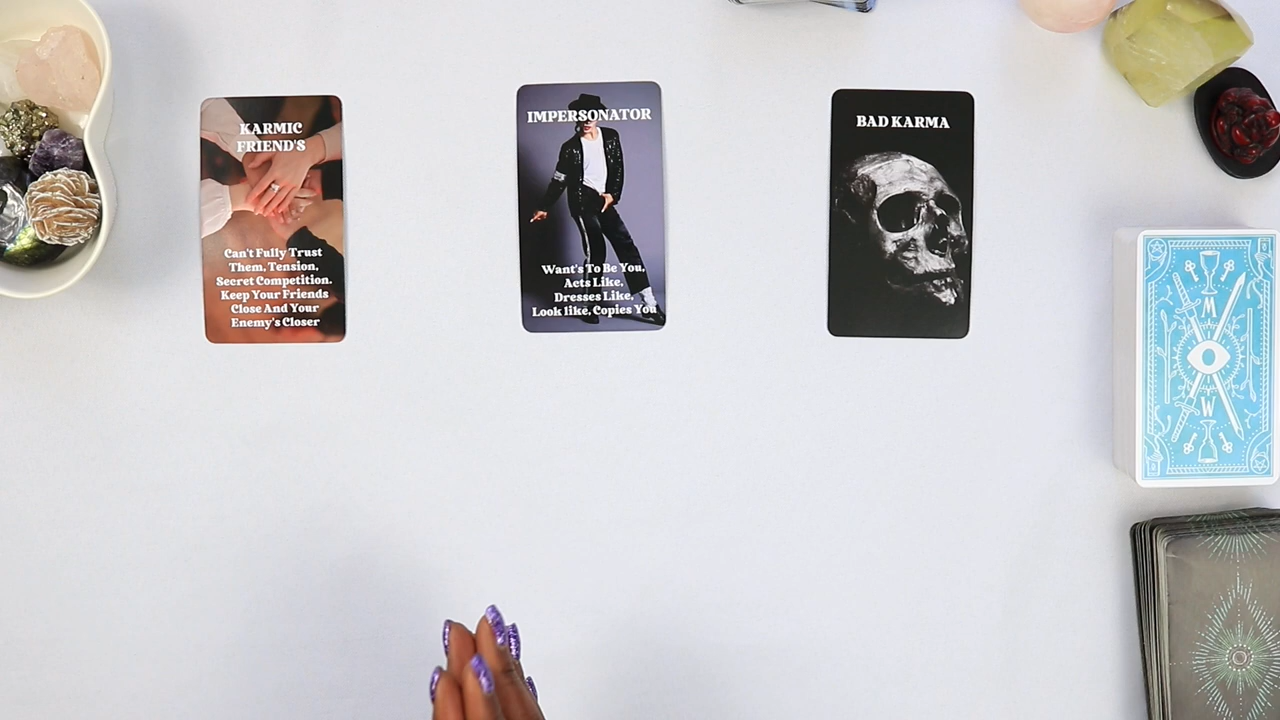 KARMIC
FRIEND'S
Can't Fully Trust
Them, Tension,
Secret Competition.
Keep Your Friends
Close And Your
Enemy's Closer
IMPERSONATOR
Want's To Be You,
Acts Like,
Dresses Like,
Look like, Copies You
BAD KARMA
M
W